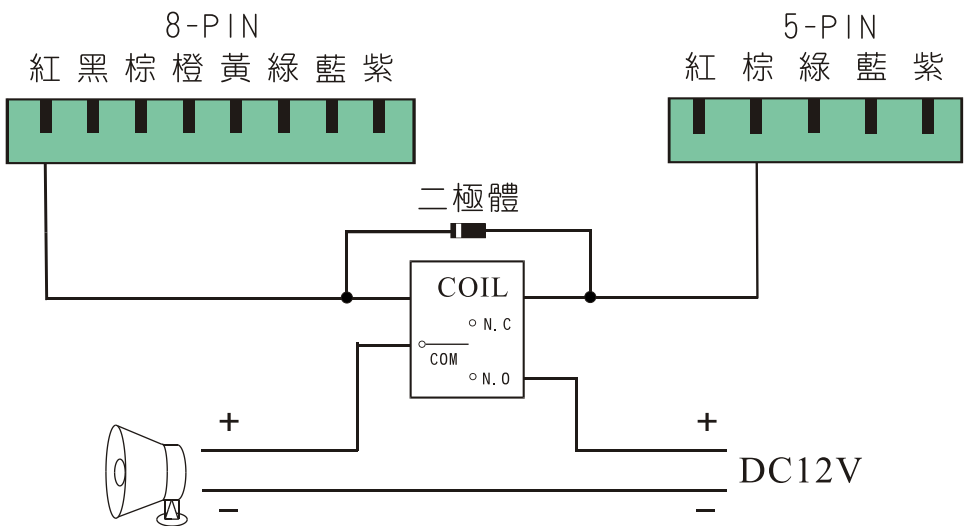 8-PIN
紅 黑 棕 橙 黃 綠 藍 紫
5-PIN
紅 棕 綠 藍 紫
二極體
COIL
N.C
COM
N.O
+
-
+
-
DC12V